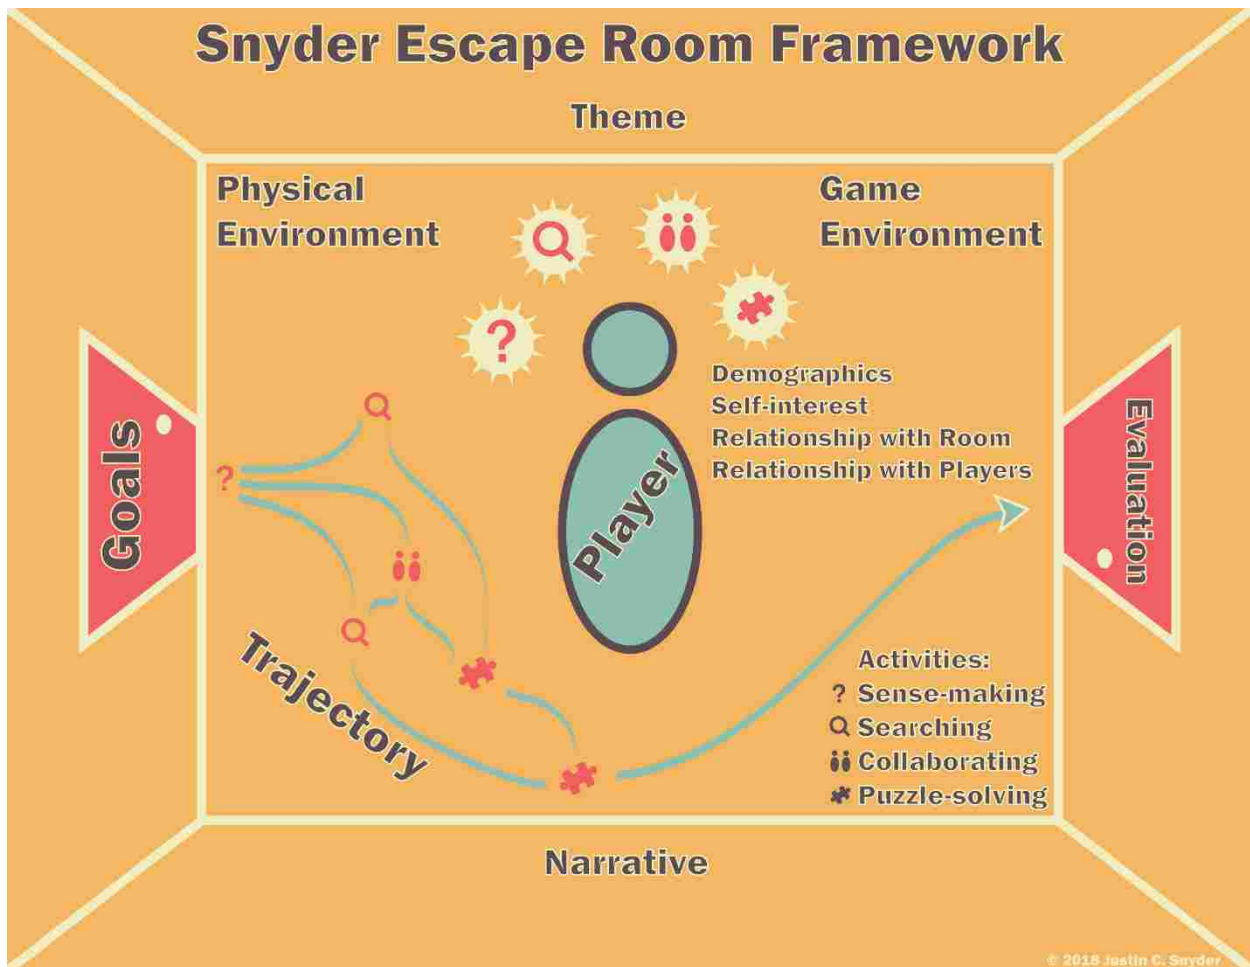 Snyder Escape Room Framework
Theme
Physical
Environment
Game
Environment
?
Demographics
Self-interest
Relationship with Room
Relationship with Players
Goals
?
Player
Evaluation
Trajectory
Activities:
? Sense-making
Searching
Collaborating
Puzzle-solving
Narrative
© 2018 Justin C. Snyder